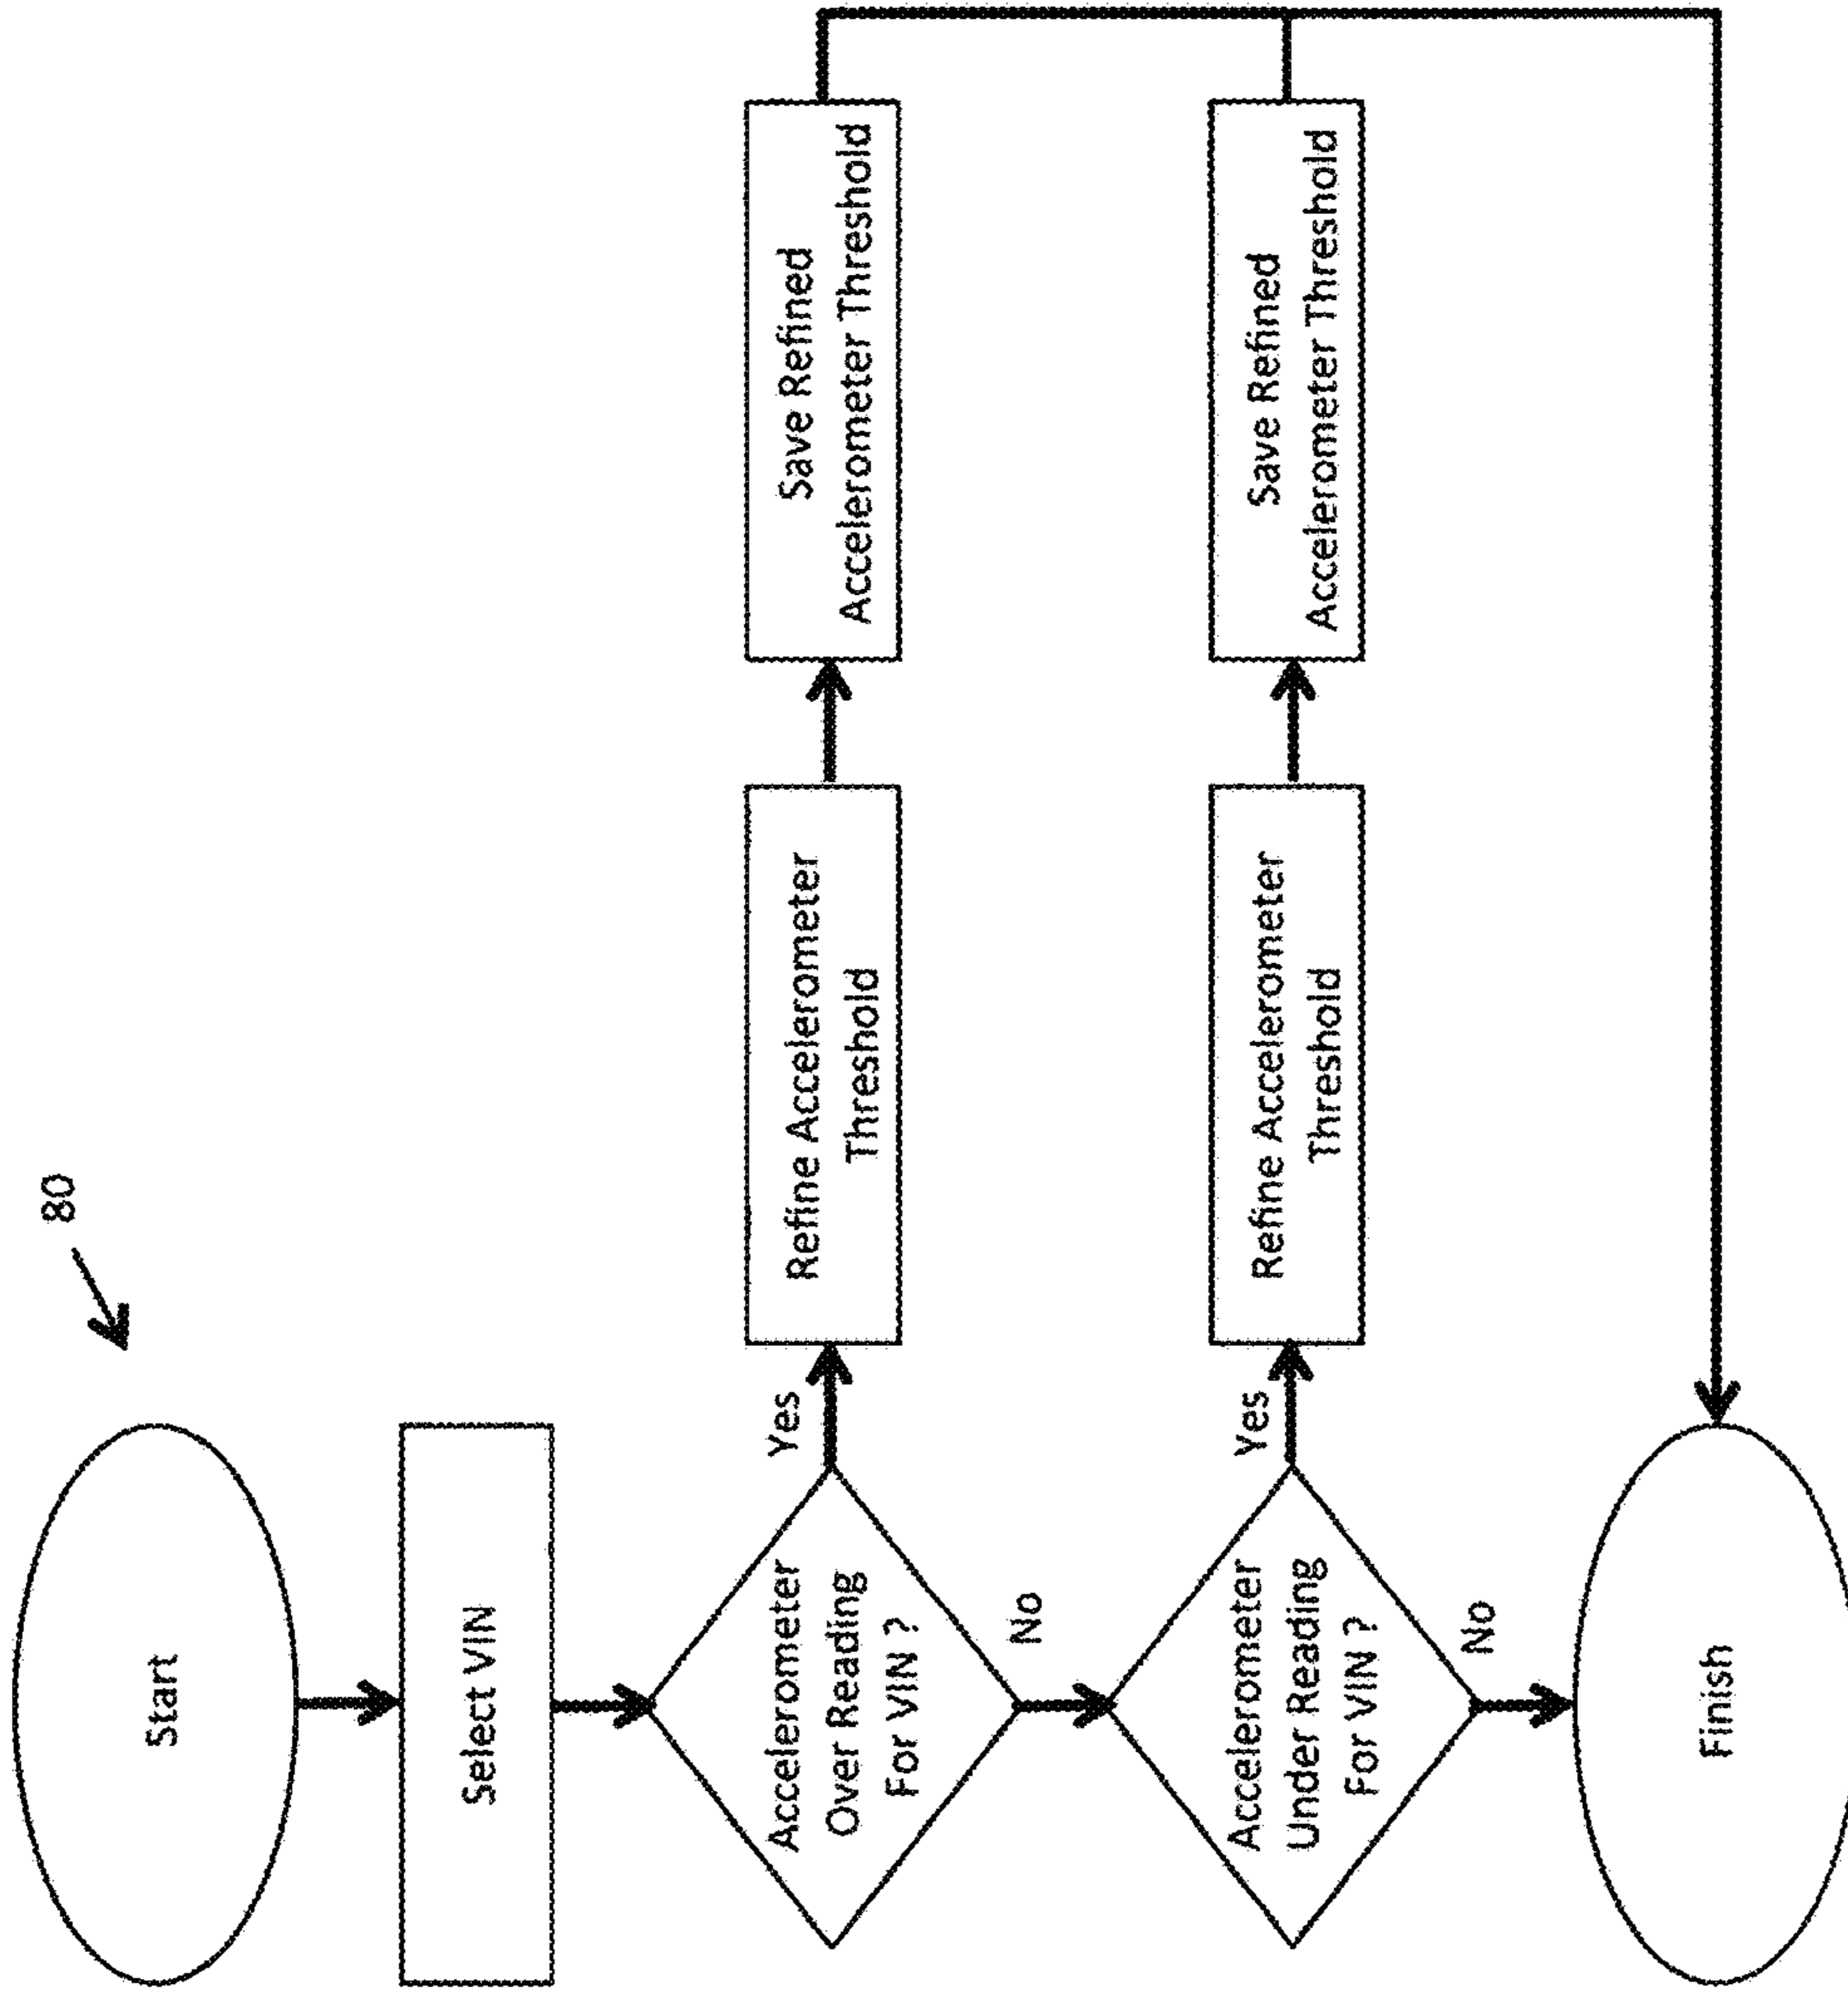 80
Start
Select VIN
Accelerometer
Over Reading
For VIN ?
Yes
Refine Accelerometer
Threshold
Save Refined
Accelerometer Threshold
No
Accelerometer
Under Reading
For VIN ?
Yes
Refine Accelerometer
Threshold
Save Refined
Accelerometer Threshold
No
Finish